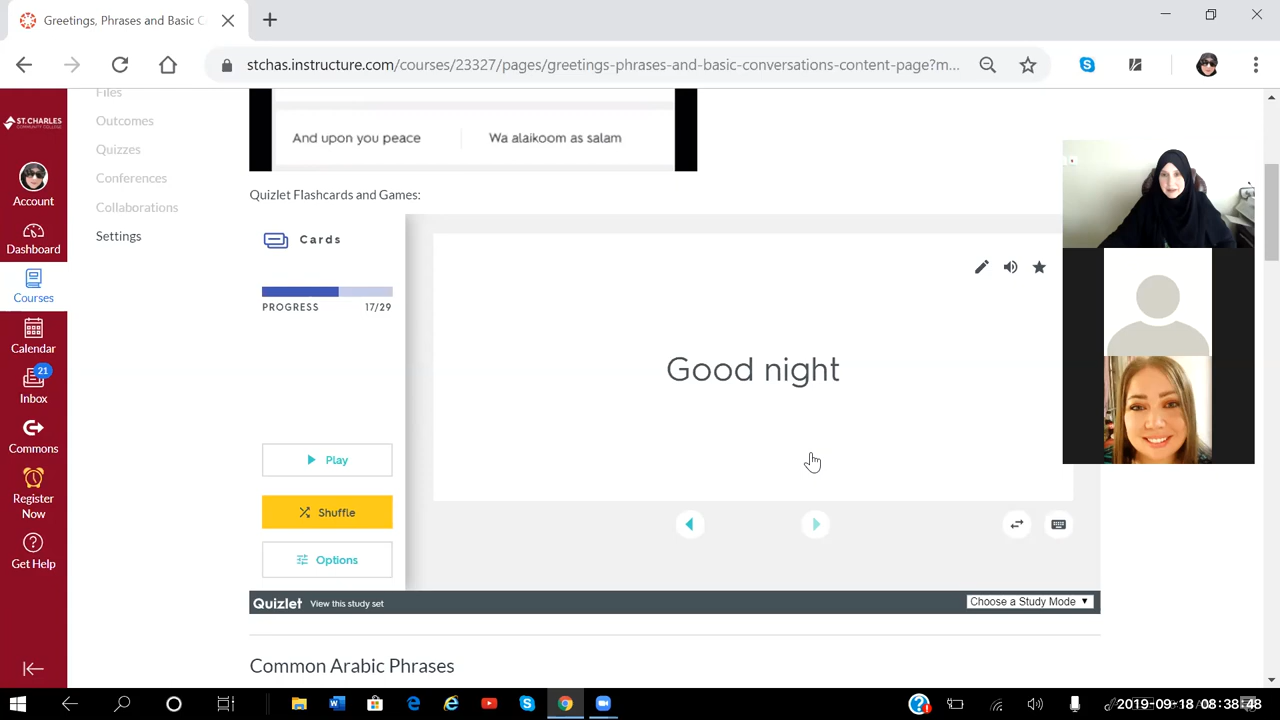 Greetings, Phrases and Basic C
stchas.instructure.com/courses/23327/pages/greetings-phrases-and-basic-conversations-content-page?m...
ST.CHARLES
COMMUNITY COLLEGE
Account
Dashboard
Courses
Calendar
21
Inbox
Commons
Register
Now
Get Help
Files
Outcomes
Quizzes
Conferences
Collaborations
Settings
And upon you peace
Wa alaikoom as salam
Quizlet Flashcards and Games:
Cards
PROGRESS 17/29
Play
Shuffle
Options
Good night
Quizlet View this study set
Choose a Study Mode
Common Arabic Phrases
2019-09-18 08:38:48